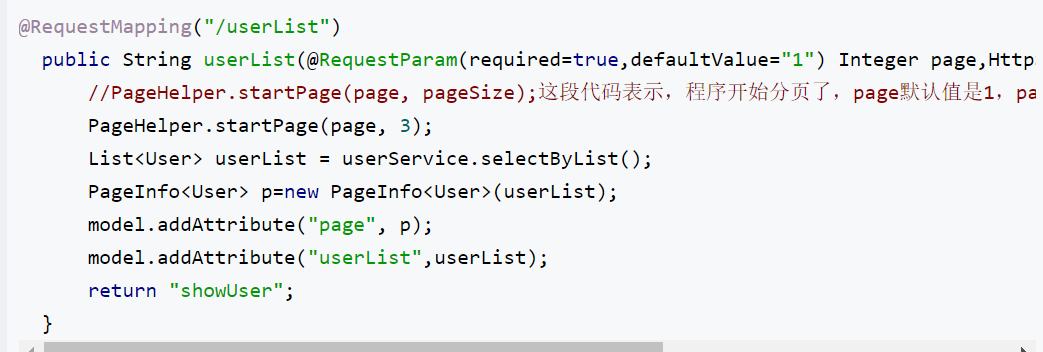 @RequestMapping("/userList")
public String userList(@RequestParam(required=true,defaultValue="1") Integer page,Http
//PageHelper.startPage(page, pageSize);这段代码表示，程序开始分页了，page默认值是1，pa
PageHelper.startPage(page, 3);
List<User> userList = userService.selectByList();
PageInfo<User> p=new PageInfo<User>(userList);
model.addAttribute("page", p);
model.addAttribute("userList",userList);
return "showUser";
}